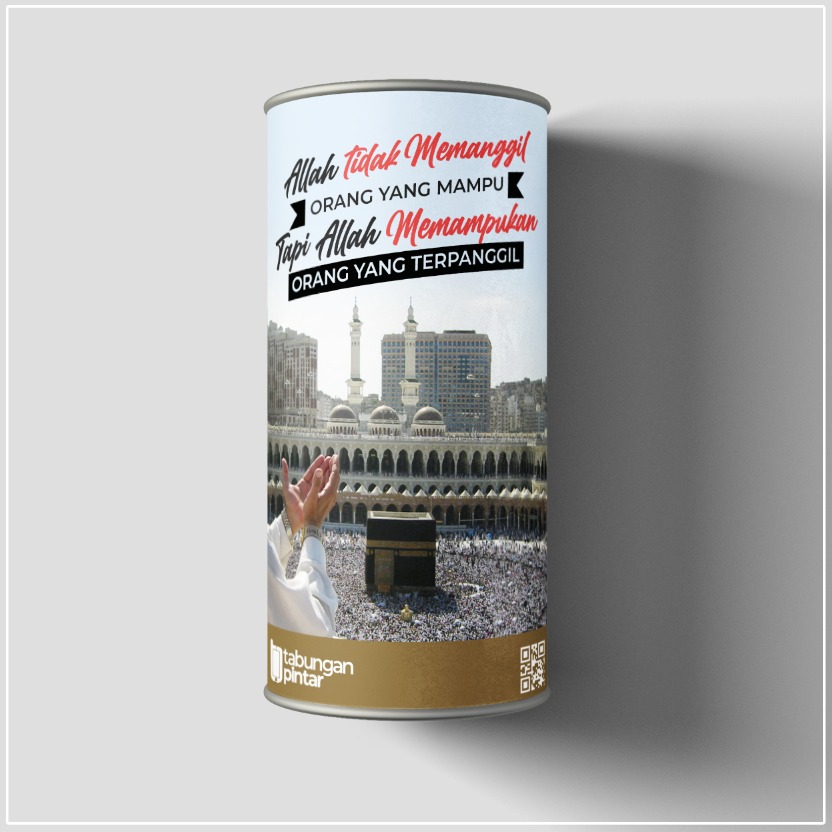 Allah tidak Memanggil
ORANG YANG MAMPU
Tapi Allah Memampukan
ORANG YANG TERPANGGIL
tabungan
pintar